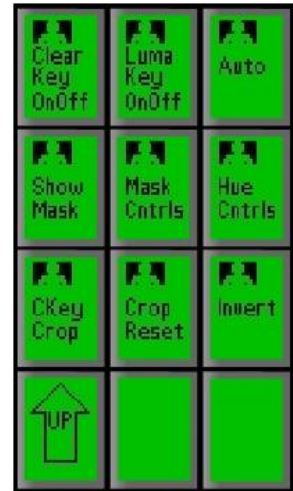 Clear
Key
OnOff
Luma
Key
OnOff
Auto
Show
Mask
Mask
Cntrls
Hue
Cntrls
CKey
Crop
Crop
Reset
Invert
UP